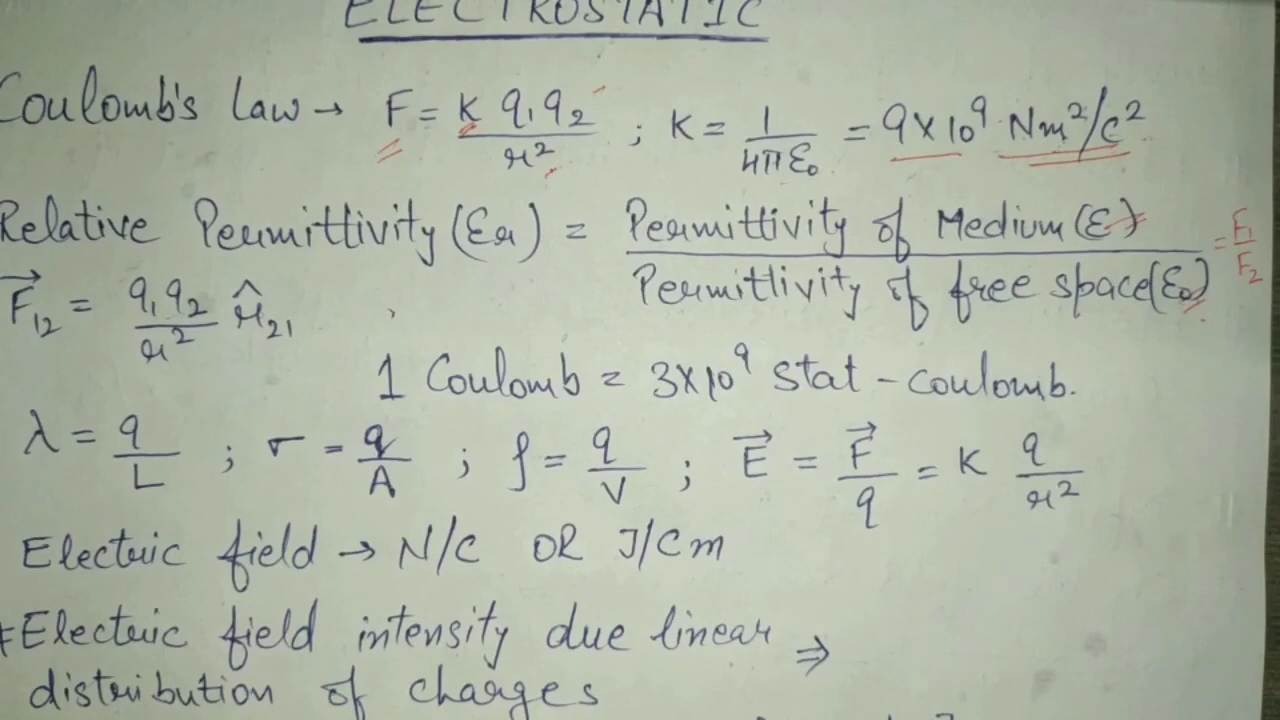 ELECTROSTATIC
Coulomb's law → F = K q₁q₂/r² ; K = 1/4πε₀ = 9×10⁹ Nm²/c²
Relative Permittivity (εr) = Permittivity of Medium (ε) / Permittivity of free space (ε₀) = F₁/F₂
F⃗₁₂ = q₁q₂/r² r̂₂₁
1 Coulomb = 3×10⁹ stat-coulomb.
λ = q/L ; σ = q/A ; ρ = q/V ; E⃗ = F⃗/q = K q/r²
Electric field → N/C OR J/Cm
*Electric field intensity due linear ⇒
distribution of charges